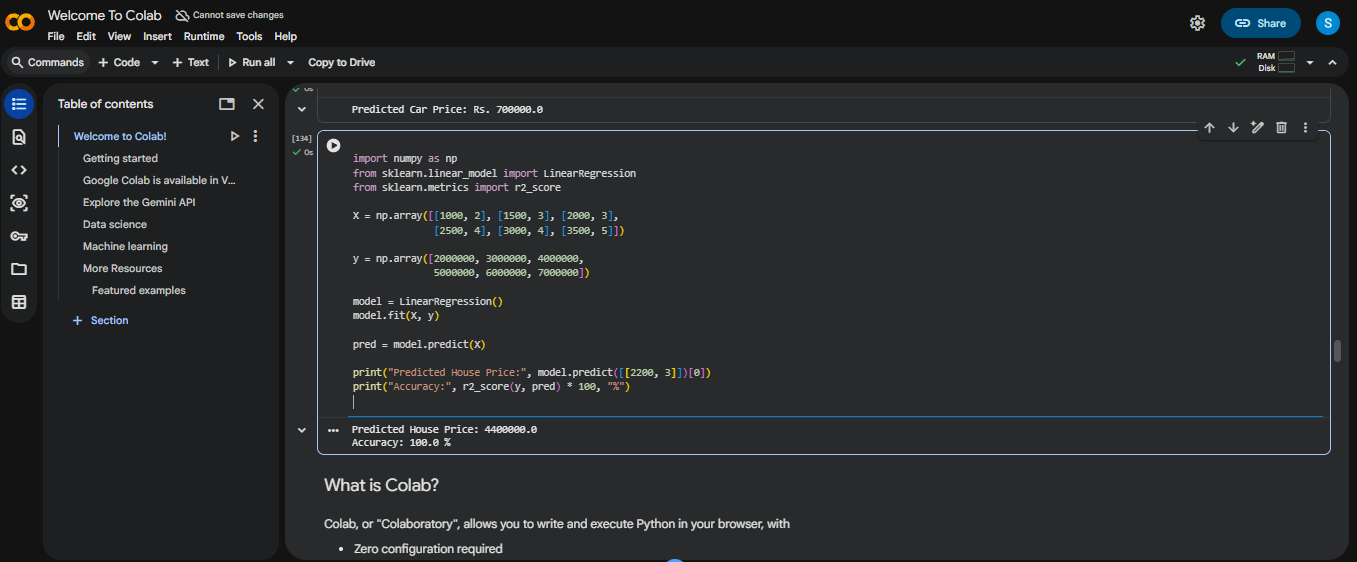 Welcome To Colab
Cannot save changes
File Edit View Insert Runtime Tools Help
Share
S
Commands + Code + Text Run all Copy to Drive
RAM
Disk
Table of contents
Welcome to Colab!
Getting started
Google Colab is available in V...
Explore the Gemini API
Data science
Machine learning
More Resources
Featured examples
+ Section
0s
Predicted Car Price: Rs. 700000.0
[134]
0s
import numpy as np
from sklearn.linear_model import LinearRegression
from sklearn.metrics import r2_score
X = np.array([[1000, 2], [1500, 3], [2000, 3],
[2500, 4], [3000, 4], [3500, 5]])
y = np.array([2000000, 3000000, 4000000,
5000000, 6000000, 7000000])
model = LinearRegression()
model.fit(X, y)
pred = model.predict(X)
print("Predicted House Price:", model.predict([[2200, 3]])[0])
print("Accuracy:", r2_score(y, pred) * 100, "%")
Predicted House Price: 4400000.0
Accuracy: 100.0 %
What is Colab?
Colab, or "Colaboratory", allows you to write and execute Python in your browser, with
• Zero configuration required